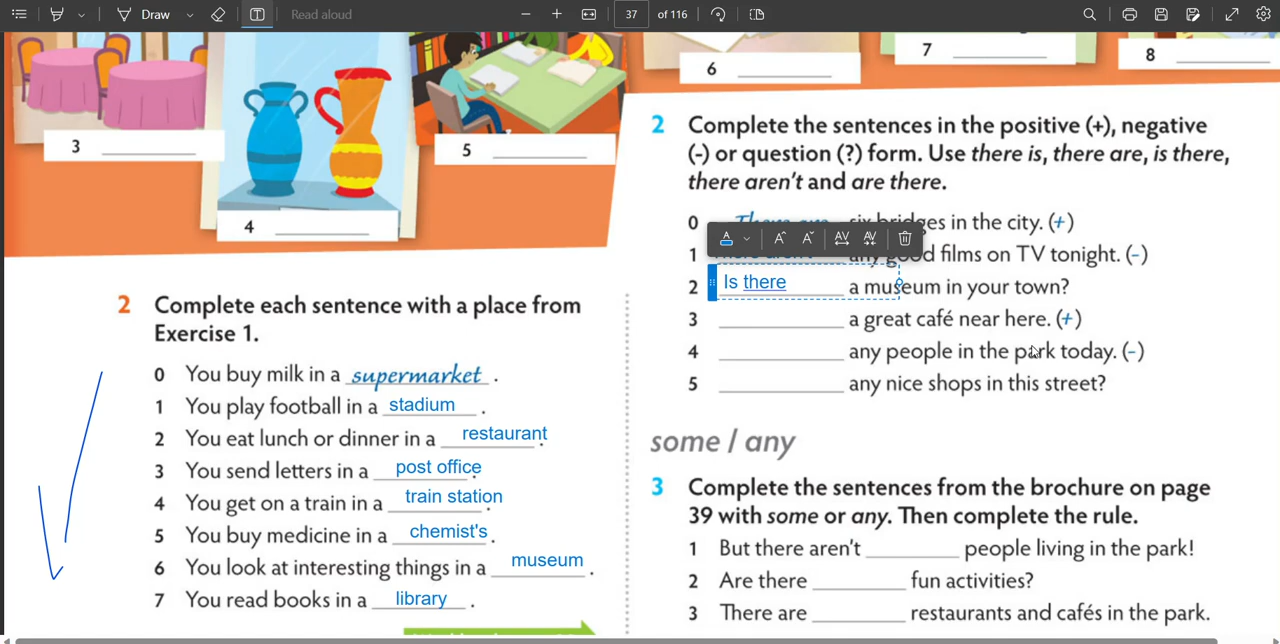 Draw
Read aloud
37 of 116
3
4
5
6
7
8
2 Complete each sentence with a place from
Exercise 1.
0 You buy milk in a supermarket .
1 You play football in a stadium .
2 You eat lunch or dinner in a restaurant .
3 You send letters in a post office .
4 You get on a train in a train station .
5 You buy medicine in a chemist's .
6 You look at interesting things in a museum .
7 You read books in a library .
2 Complete the sentences in the positive (+), negative
(-) or question (?) form. Use there is, there are, is there,
there aren't and are there.
0 There are six bridges in the city. (+)
1 There aren't any good films on TV tonight. (-)
2 Is there a museum in your town?
3 a great café near here. (+)
4 any people in the park today. (-)
5 any nice shops in this street?
some / any
3 Complete the sentences from the brochure on page
39 with some or any. Then complete the rule.
1 But there aren't people living in the park!
2 Are there fun activities?
3 There are restaurants and cafés in the park.